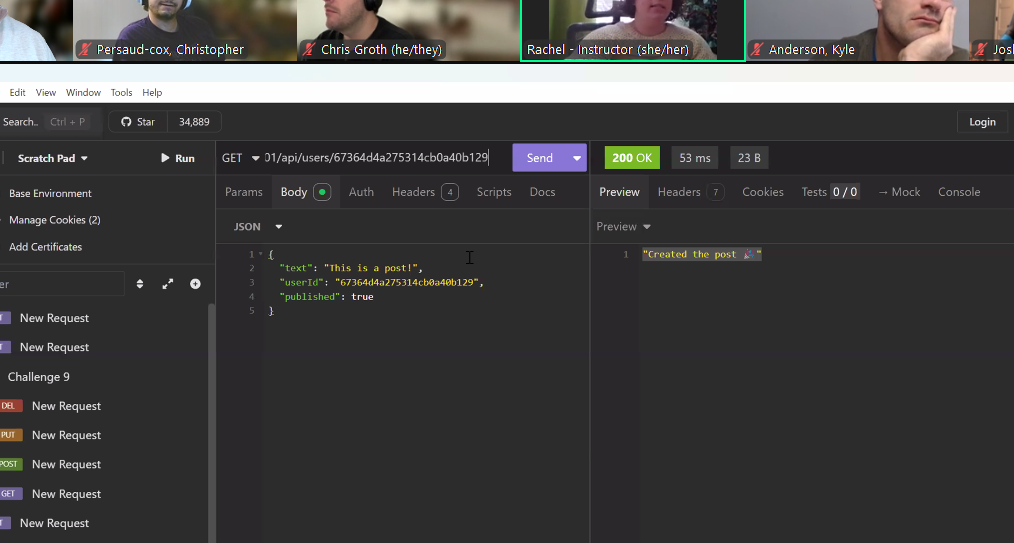 Persaud-cox, Christopher
Chris Groth (he/they)
Rachel - Instructor (she/her)
Anderson, Kyle
Edit View Window Tools Help
Search.. Ctrl + P
Star 34,889
Login
Scratch Pad
Run
GET 01/api/users/67364d4a275314cb0a40b129
Send
200 OK 53 ms 23 B
Base Environment
Manage Cookies (2)
Add Certificates
Params Body Auth Headers 4 Scripts Docs
Preview Headers 7 Cookies Tests 0 / 0 → Mock Console
JSON
Preview
1 {
2 "text": "This is a post!",
3 "userId": "67364d4a275314cb0a40b129",
4 "published": true
5 }
1 "Created the post 🎉"
New Request
New Request
Challenge 9
DEL New Request
PUT New Request
POST New Request
GET New Request
New Request